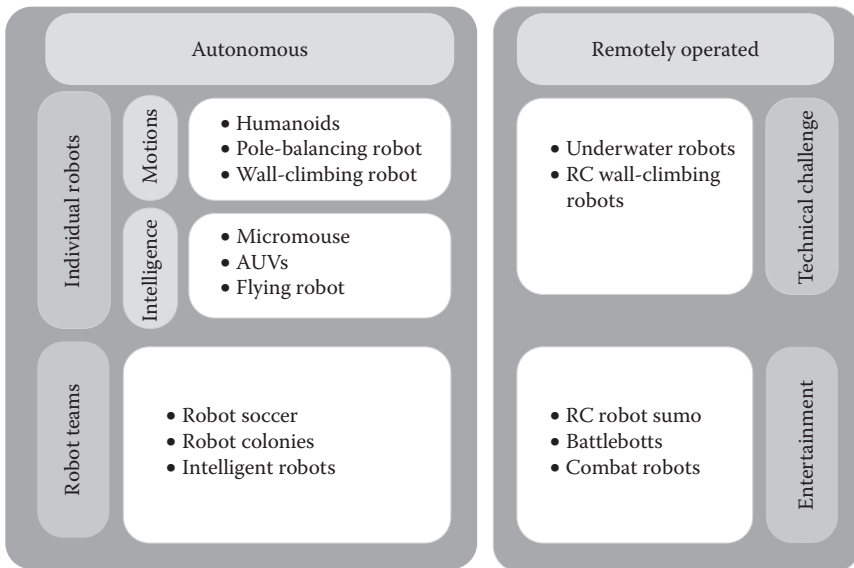 Autonomous
Individual robots
Motions
• Humanoids
• Pole-balancing robot
• Wall-climbing robot
Intelligence
• Micromouse
• AUVs
• Flying robot
Robot teams
• Robot soccer
• Robot colonies
• Intelligent robots
Remotely operated
• Underwater robots
• RC wall-climbing
robots
Technical challenge
• RC robot sumo
• Battlebotts
• Combat robots
Entertainment